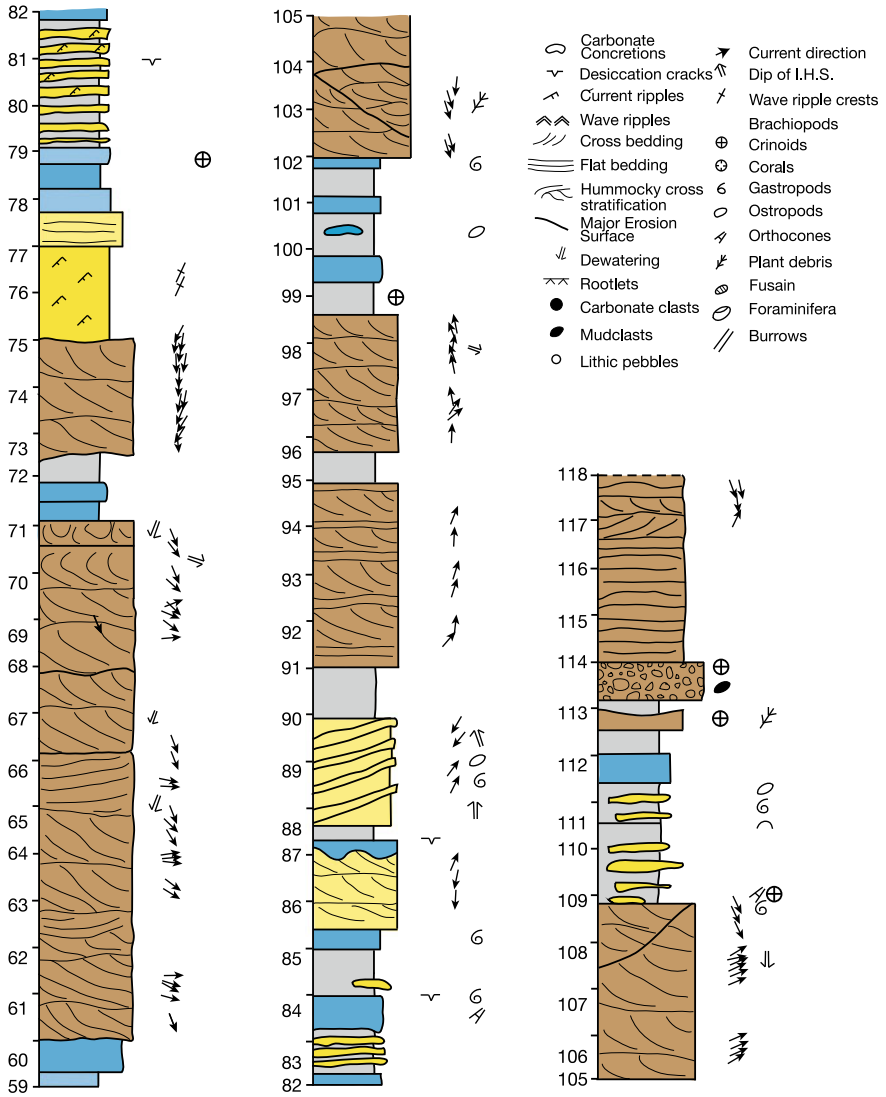 82
81
80
79
78
77
76
75
74
73
72
71
70
69
68
67
66
65
64
63
62
61
60
59
105
104
103
102
101
100
99
98
97
96
95
94
93
92
91
90
89
88
87
86
85
84
83
82
Carbonate
Concretions
Desiccation cracks
Current ripples
Wave ripples
Cross bedding
Flat bedding
Hummocky cross
stratification
Major Erosion
Surface
Dewatering
Rootlets
Carbonate clasts
Mudclasts
Lithic pebbles
Current direction
Dip of I.H.S.
Wave ripple crests
Brachiopods
Crinoids
Corals
Gastropods
Ostropods
Orthocones
Plant debris
Fusain
Foraminifera
Burrows
118
117
116
115
114
113
112
111
110
109
108
107
106
105